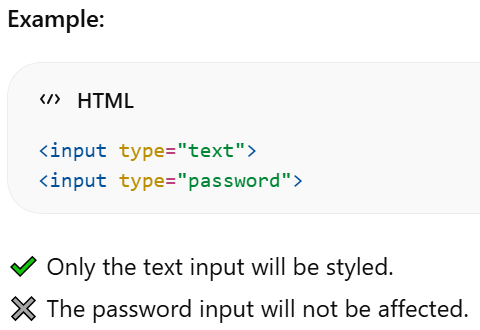 Example:
</> HTML
<input type="text">
<input type="password">
✔ Only the text input will be styled.
✖ The password input will not be affected.